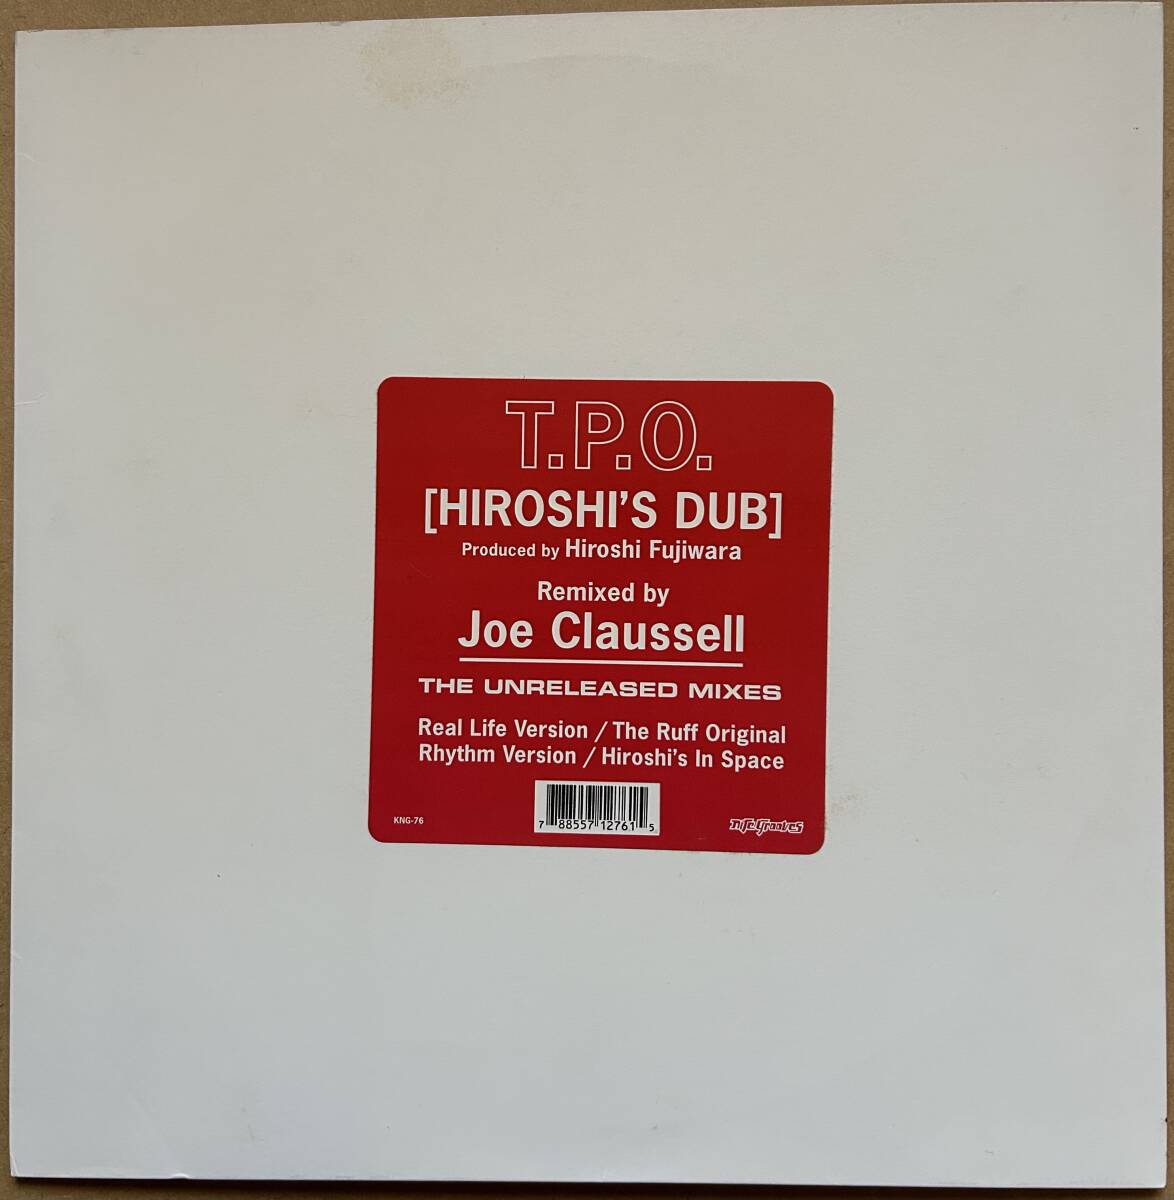 T.P.O.
[HIROSHI'S DUB]
Produced by Hiroshi Fujiwara
Remixed by
Joe Claussell
THE UNRELEASED MIXES
Real Life Version / The Ruff Original
Rhythm Version / Hiroshi's In Space
KNG-76
7 88557 12761 5
nite grooves